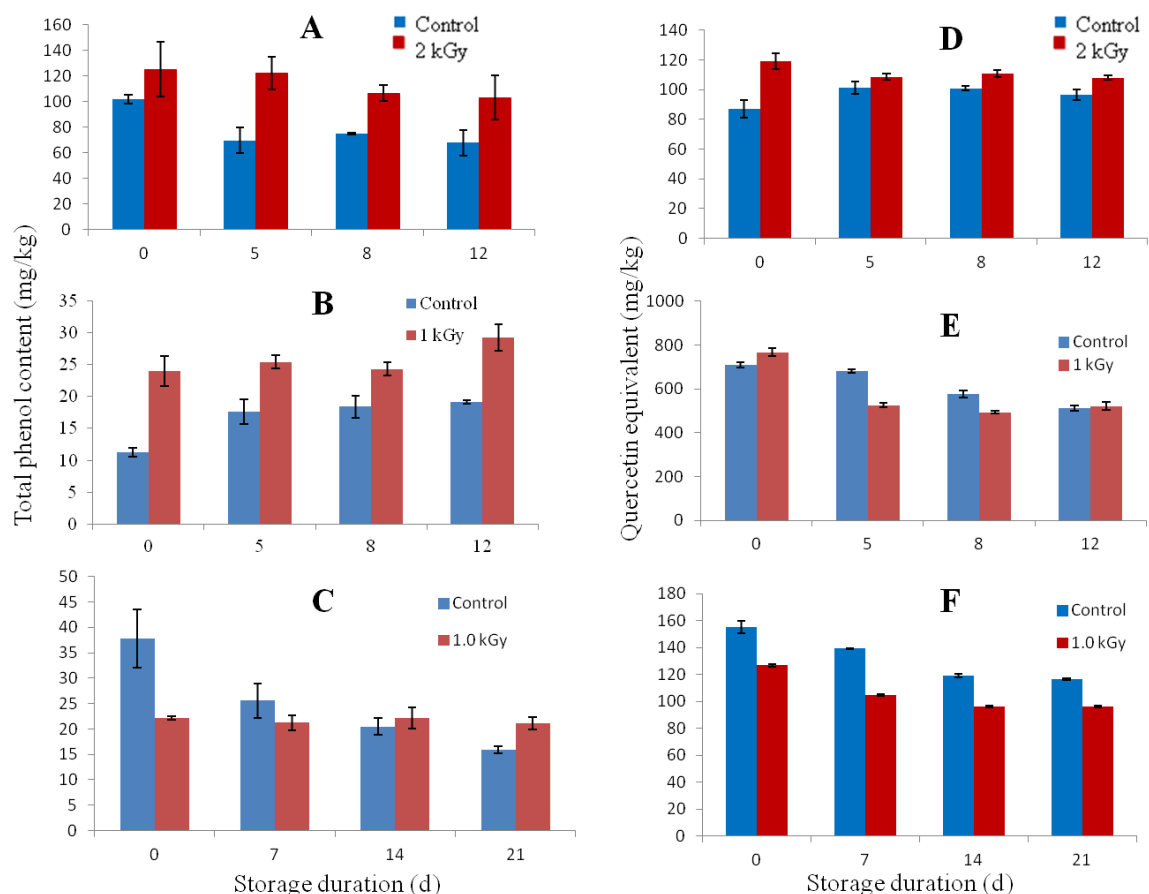 Total phenol content (mg/kg)
A
Control
2 kGy
160
140
120
100
80
60
40
20
0
0 5 8 12
B
Control
1 kGy
35
30
25
20
15
10
5
0
0 5 8 12
C
Control
1.0 kGy
50
45
40
35
30
25
20
15
10
5
0
0 7 14 21
Storage duration (d)
Quercetin equivalent (mg/kg)
D
Control
2 kGy
140
120
100
80
60
40
20
0
0 5 8 12
E
Control
1 kGy
1000
800
600
400
200
0
0 5 8 12
F
Control
1.0 kGy
180
160
140
120
100
80
60
40
20
0
0 7 14 21
Storage duration (d)